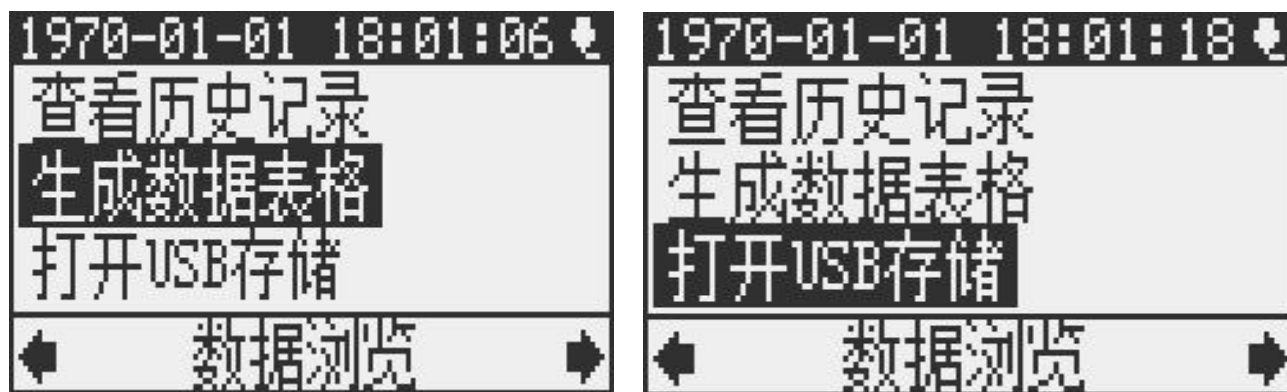 1970-01-01 18:01:06
查看历史记录
生成数据表格
打开USB存储
数据浏览
1970-01-01 18:01:18
查看历史记录
生成数据表格
打开USB存储
数据浏览